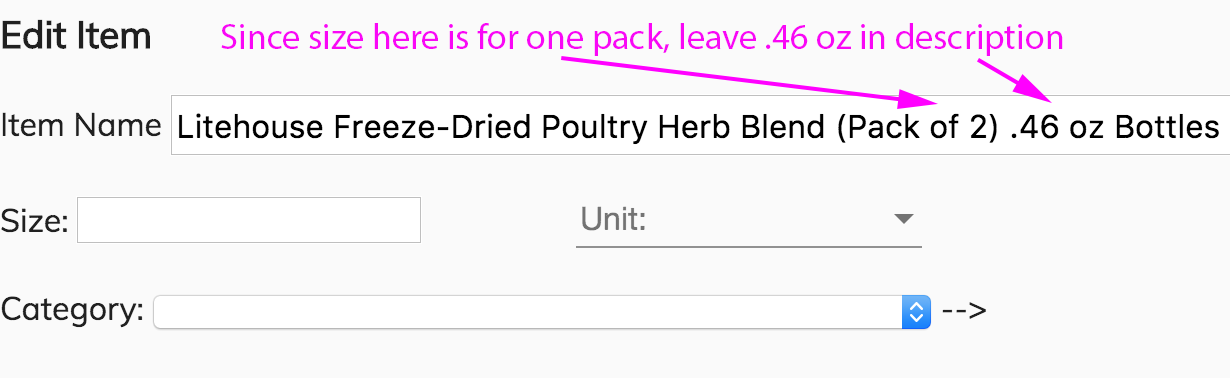 Edit Item
Since size here is for one pack, leave .46 oz in description
Item Name Litehouse Freeze-Dried Poultry Herb Blend (Pack of 2) .46 oz Bottles
Size: Unit:
Category: -->